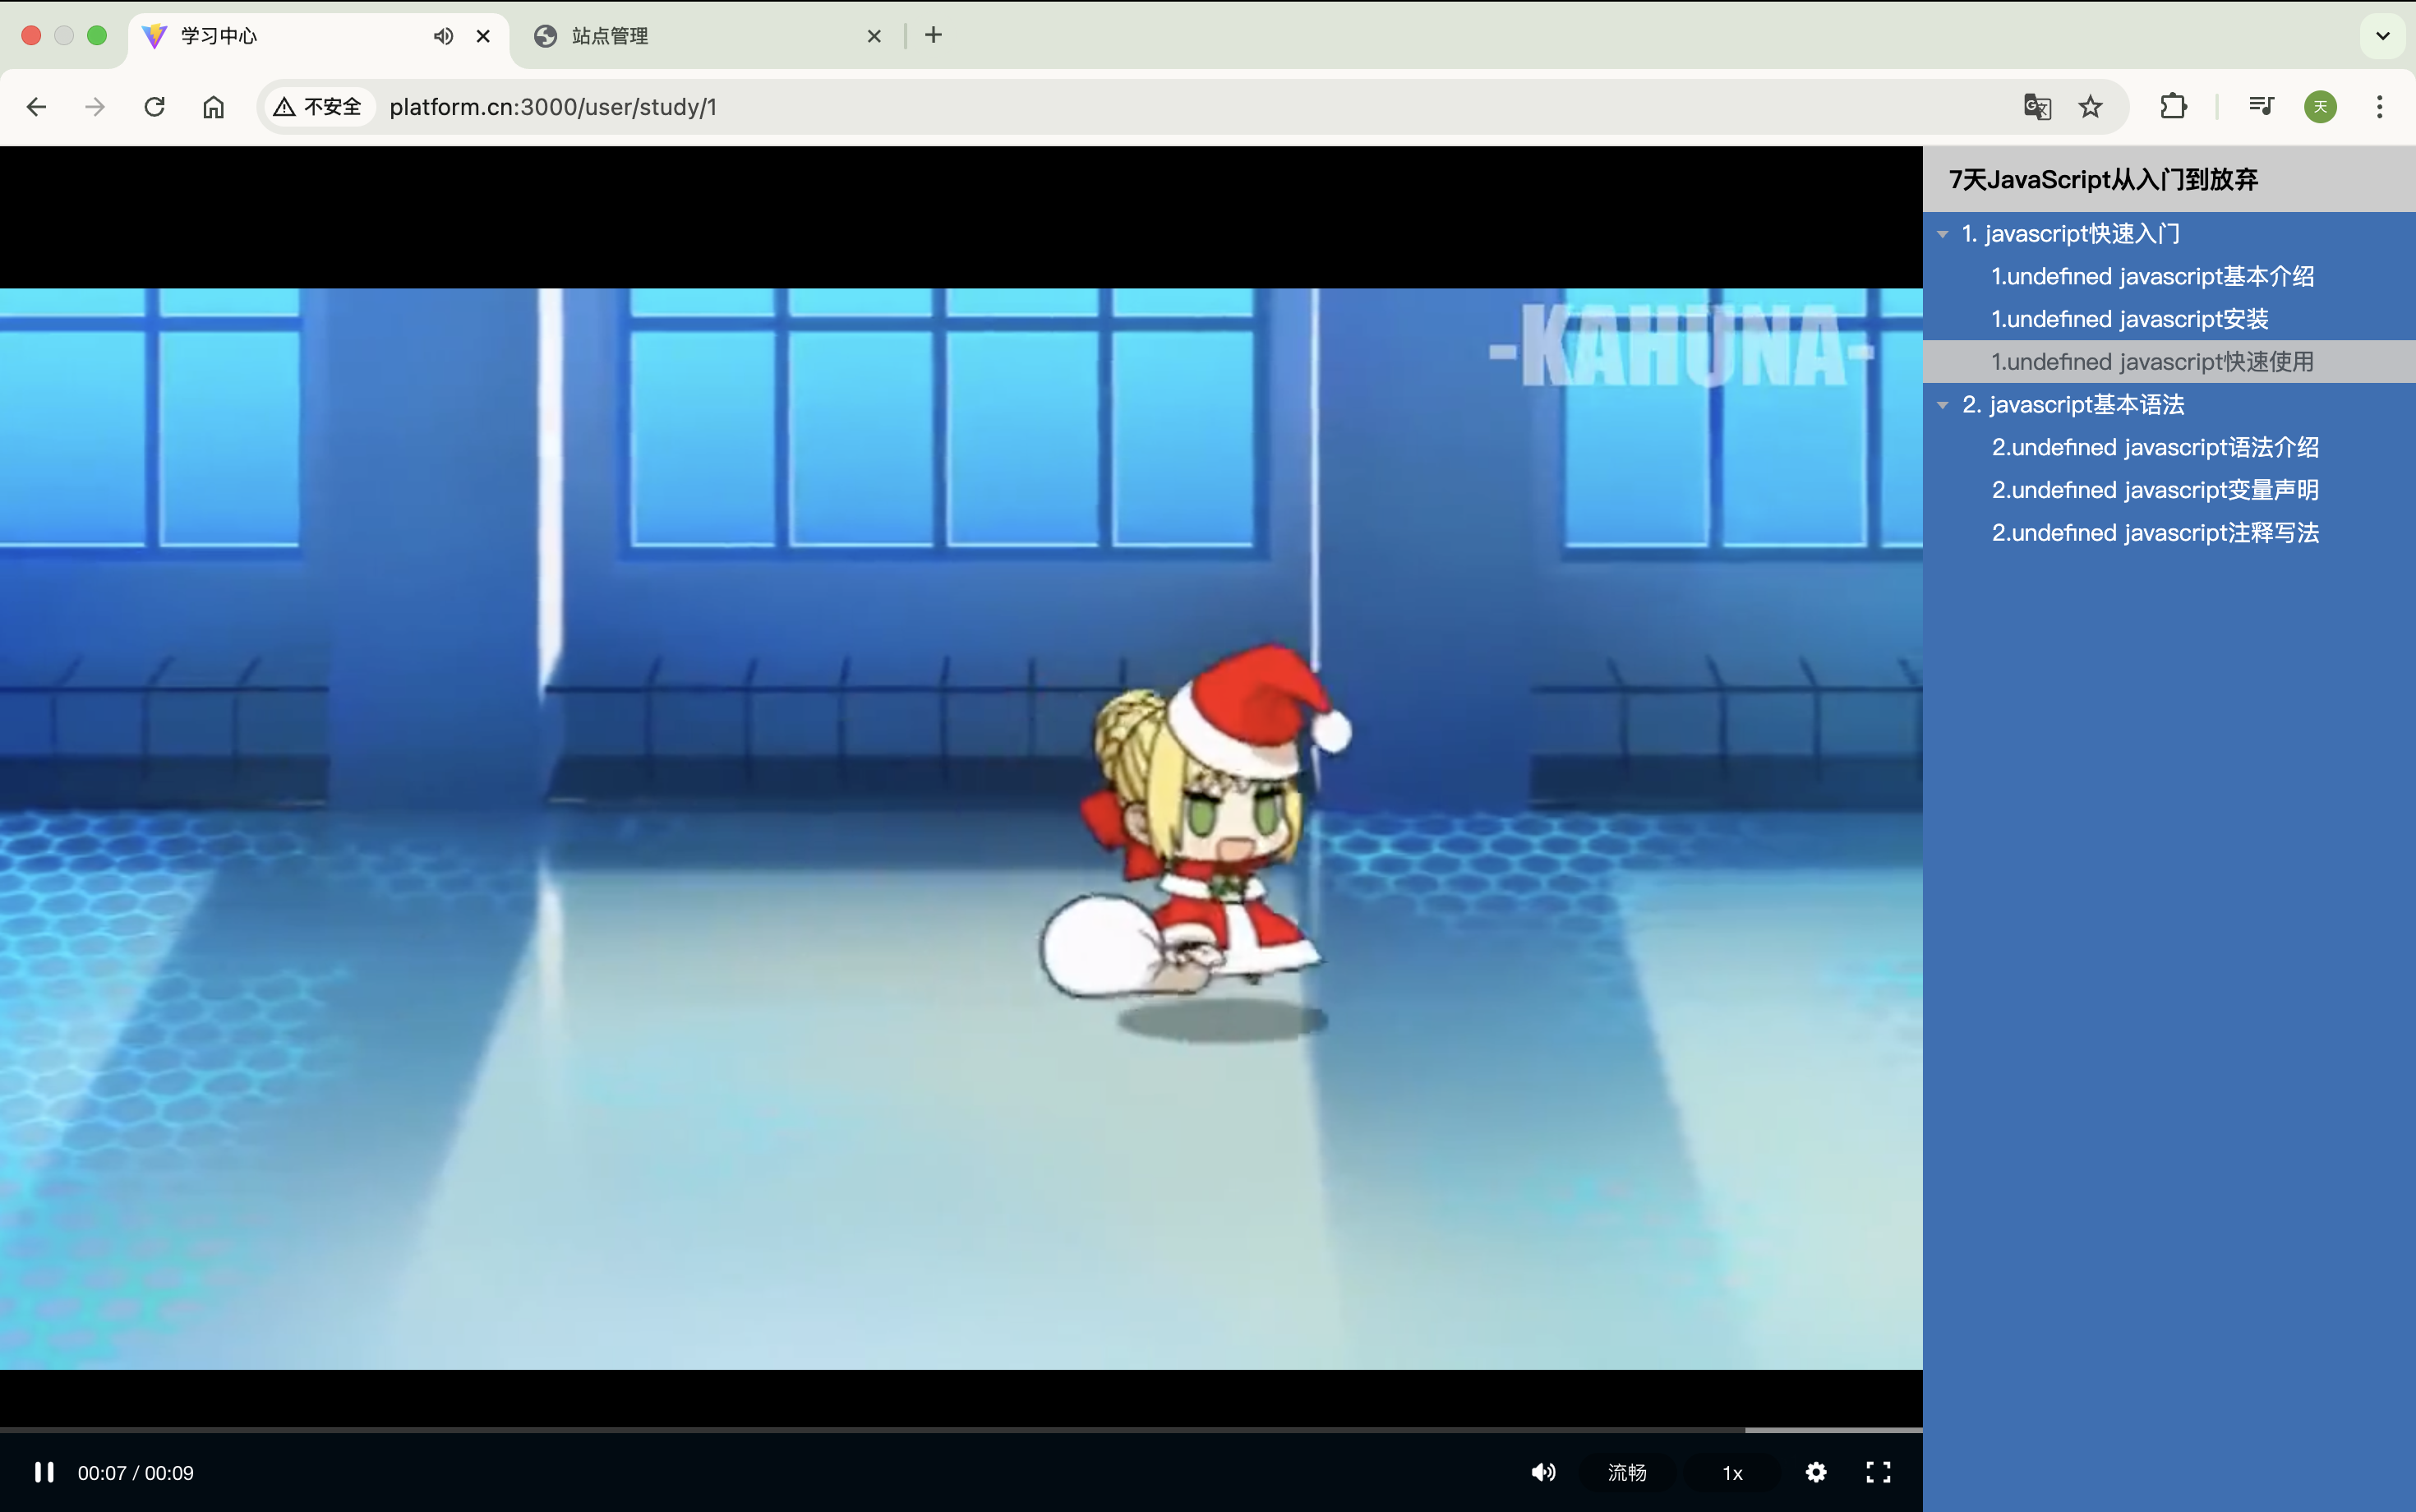 学习中心
站点管理
不安全 platform.cn:3000/user/study/1
天
-KAHUNA-
7天JavaScript从入门到放弃
1. javascript快速入门
1.undefined javascript基本介绍
1.undefined javascript安装
1.undefined javascript快速使用
2. javascript基本语法
2.undefined javascript语法介绍
2.undefined javascript变量声明
2.undefined javascript注释写法
00:07 / 00:09
流畅
1x